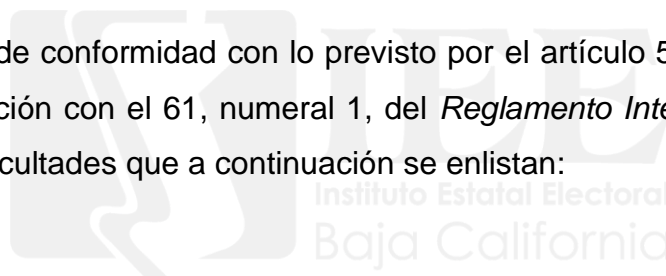 de conformidad con lo previsto por el artículo 5
ción con el 61, numeral 1, del Reglamento Inte
cultades que a continuación se enlistan:
IEE
Instituto Estatal Electoral
Baja California